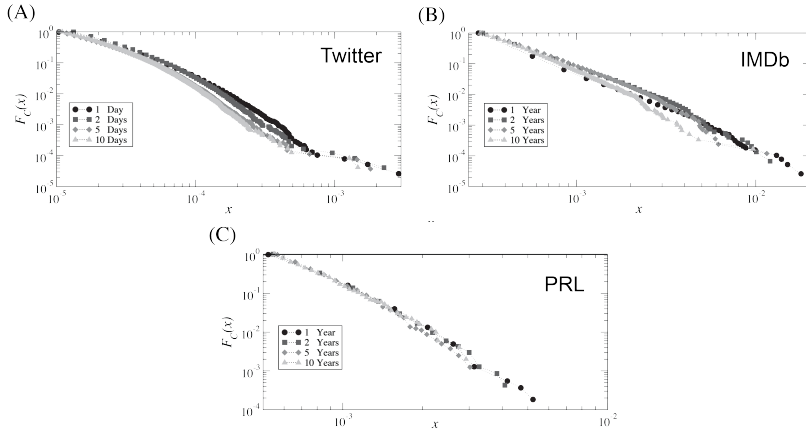 (A)
Twitter
F_C(x)
10^0
10^-1
10^-2
10^-3
10^-4
10^-5
1 Day
2 Days
5 Days
10 Days
10^-5
10^-4
10^-3
x
(B)
IMDb
F_C(x)
10^0
10^-1
10^-2
10^-3
10^-4
10^-5
1 Year
2 Years
5 Years
10 Years
10^-3
10^-2
x
(C)
PRL
F_C(x)
10^0
10^-1
10^-2
10^-3
10^-4
1 Year
2 Years
5 Years
10 Years
10^-3
10^-2
x